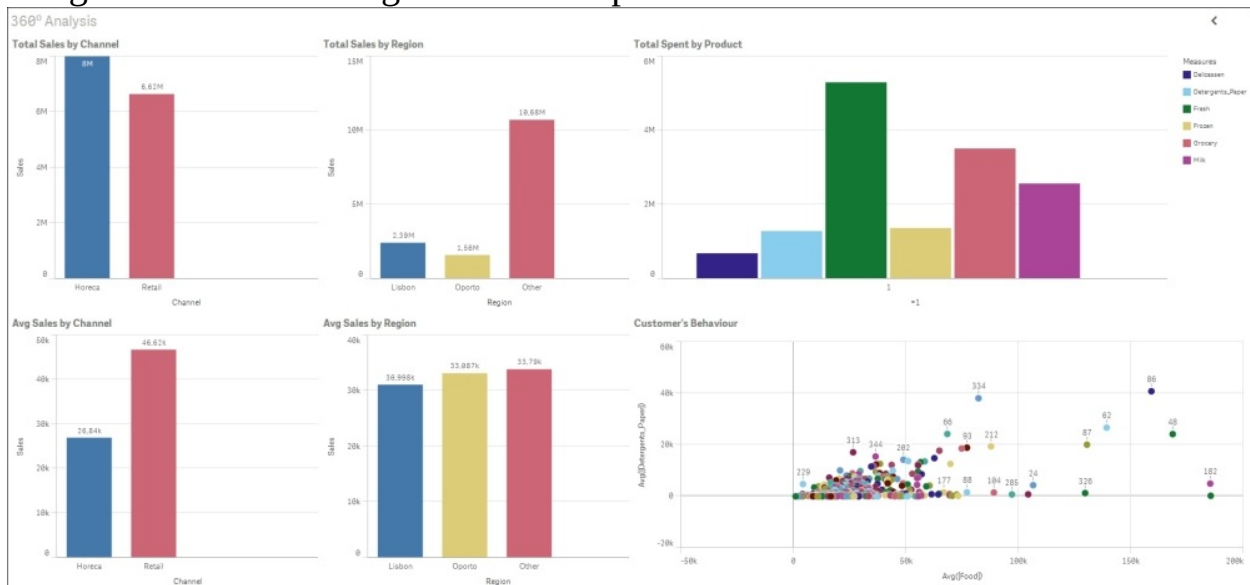 360º Analysis
Total Sales by Channel
8M
6M
4M
2M
0
Sales
8M
6.62M
Horeca
Retail
Channel
Total Sales by Region
15M
10M
5M
0
Sales
2.39M
1.56M
10.68M
Lisbon
Oporto
Other
Region
Total Spent by Product
6M
4M
2M
0
1
=1
Measures
Delicassen
Detergents_Paper
Fresh
Frozen
Grocery
Milk
Avg Sales by Channel
50k
40k
30k
20k
10k
0
Sales
26.84k
46.62k
Horeca
Retail
Channel
Avg Sales by Region
40k
30k
20k
10k
0
Sales
30.998k
33.087k
33.79k
Lisbon
Oporto
Other
Region
Customer's Behaviour
60k
40k
20k
0
-20k
Avg([Detergents_Paper])
86
334
62
48
66
93
212
87
313
344
202
229
177
88
104
285
24
326
182
-50k
0
50k
100k
150k
200k
Avg([Food])